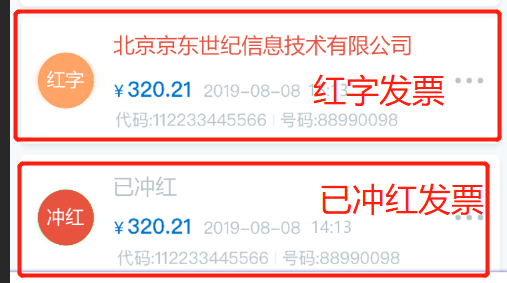 北京京东世纪信息技术有限公司
红字
¥320.21 2019-08-08 14:13
红字发票
代码:112233445566 号码:88990098
已冲红
冲红
已冲红发票
¥320.21 2019-08-08 14:13
代码:112233445566 号码:88990098